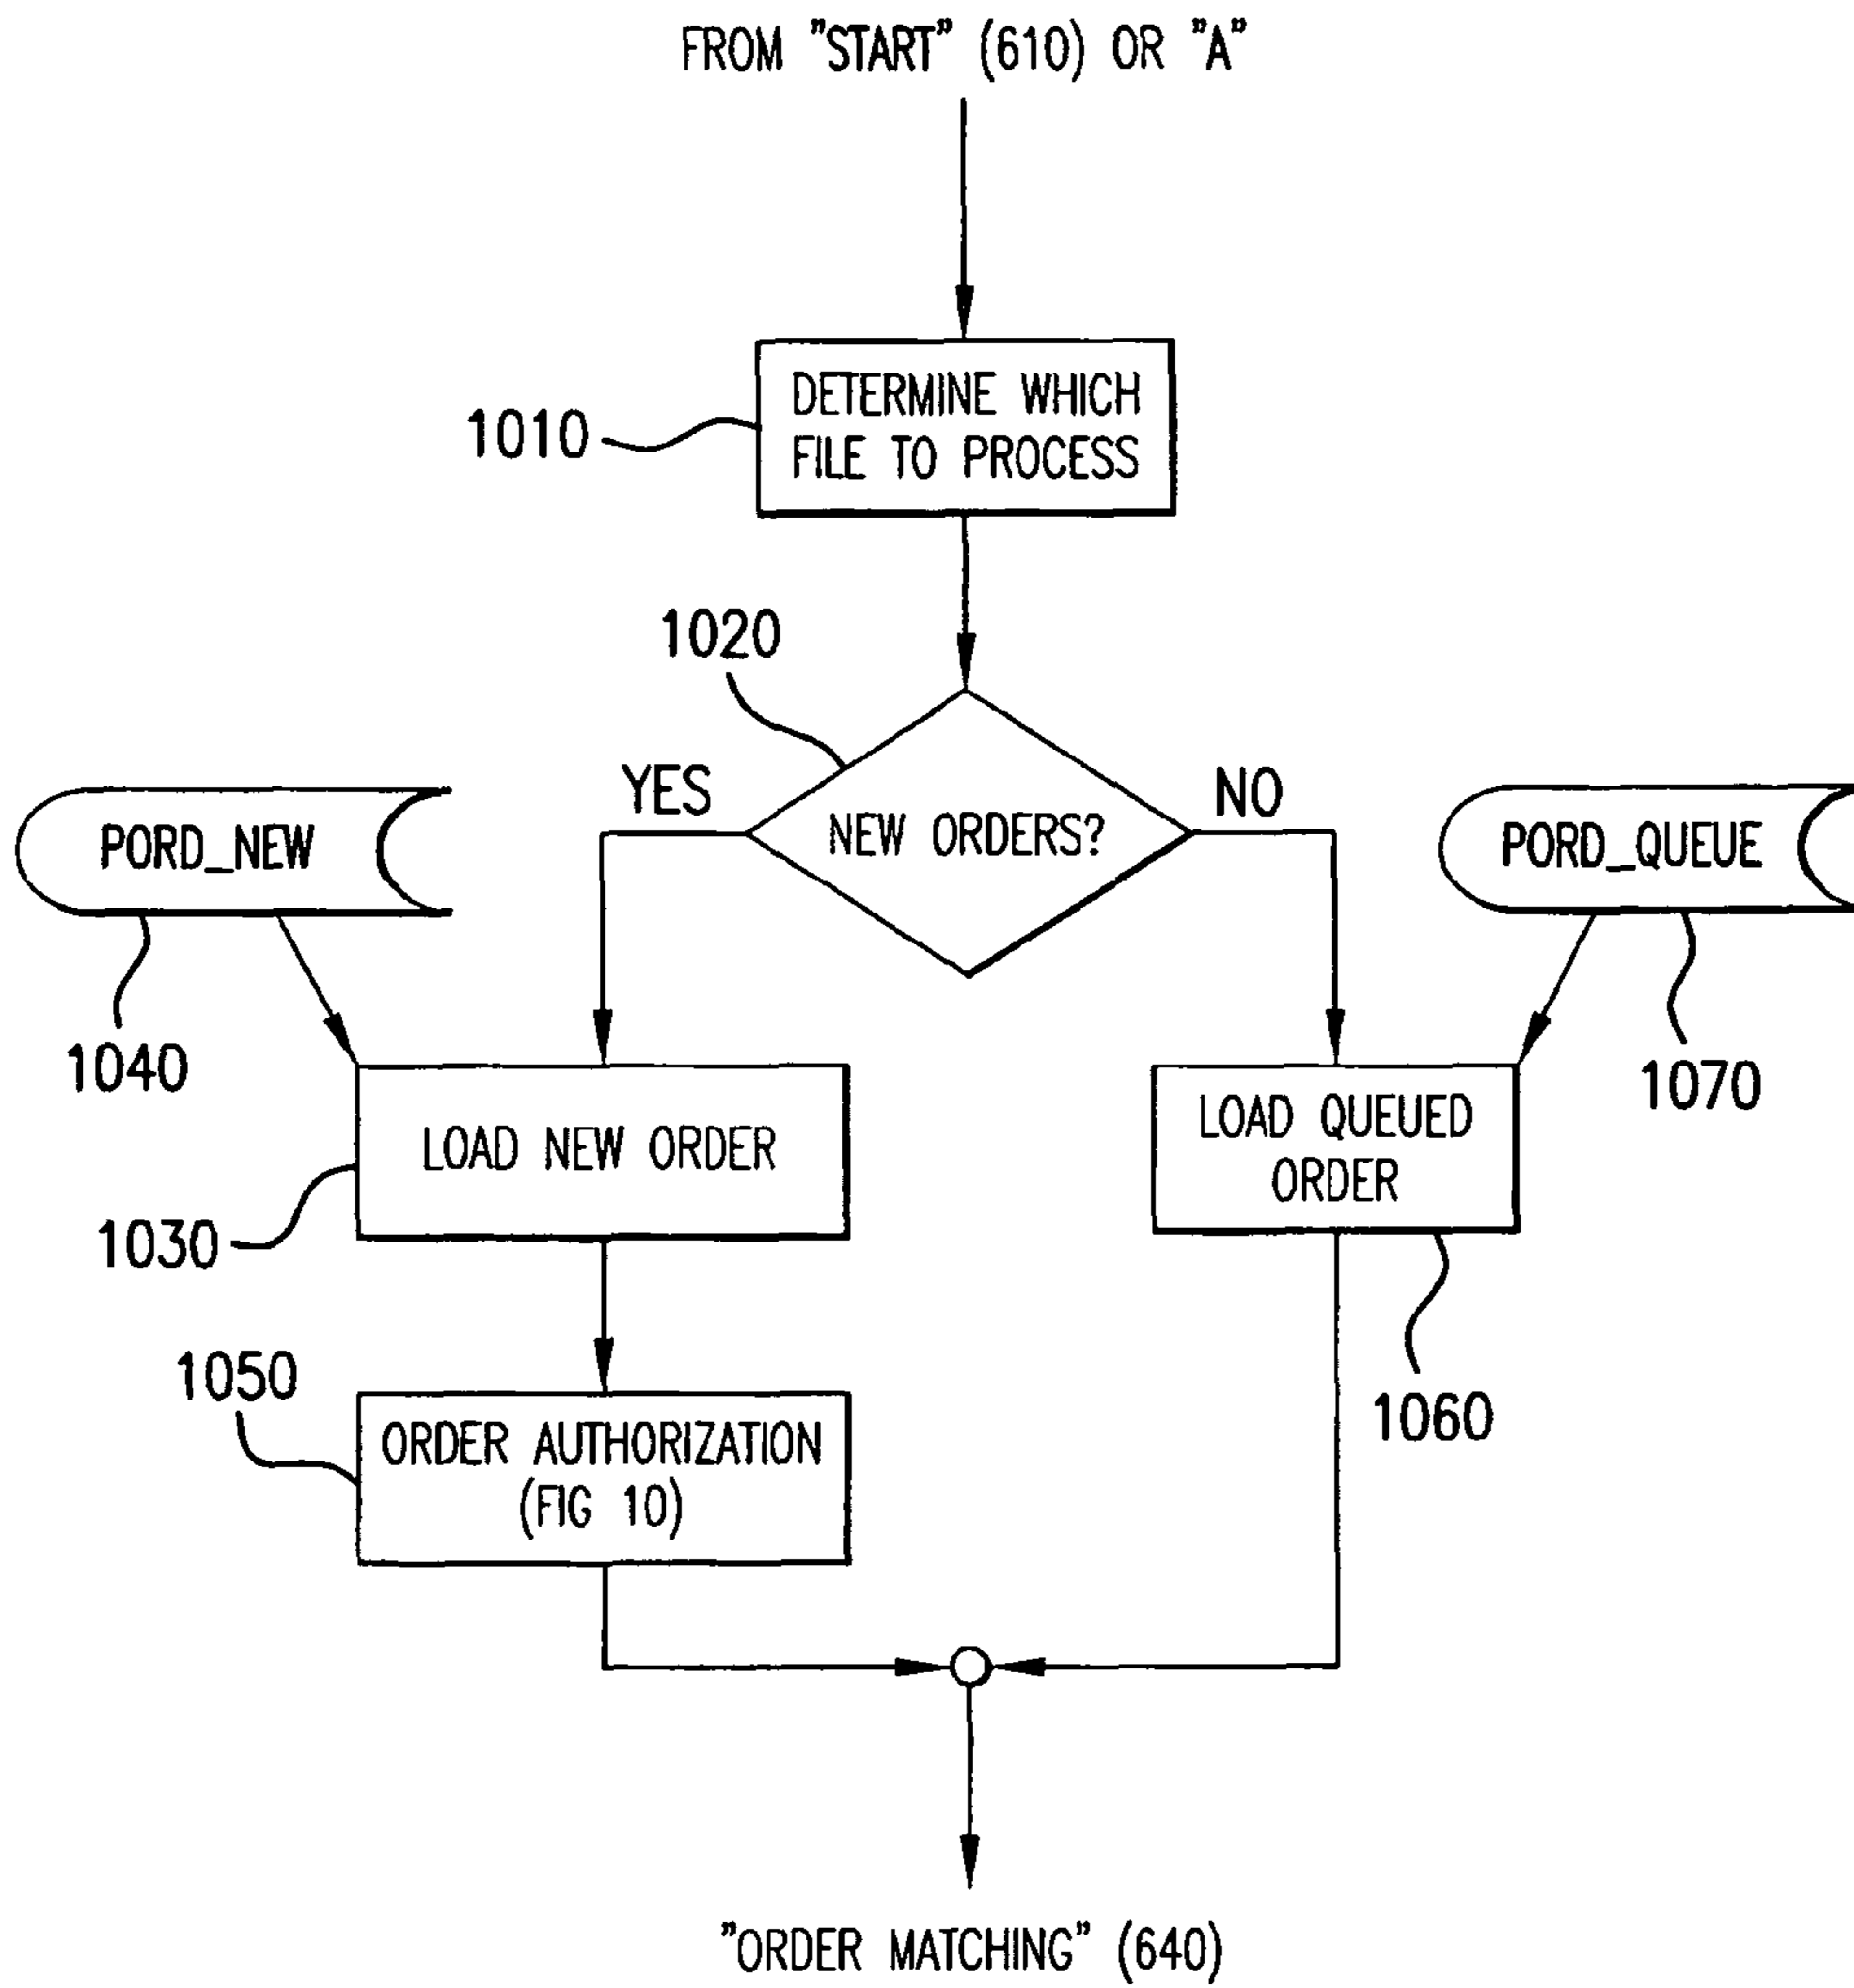 FROM "START" (610) OR "A"
DETERMINE WHICH
FILE TO PROCESS
1010
1020
YES
NO
NEW ORDERS?
PORD_NEW
PORD_QUEUE
1040
1070
LOAD NEW ORDER
LOAD QUEUED
ORDER
1030
1060
1050
ORDER AUTHORIZATION
(FIG 10)
"ORDER MATCHING" (640)